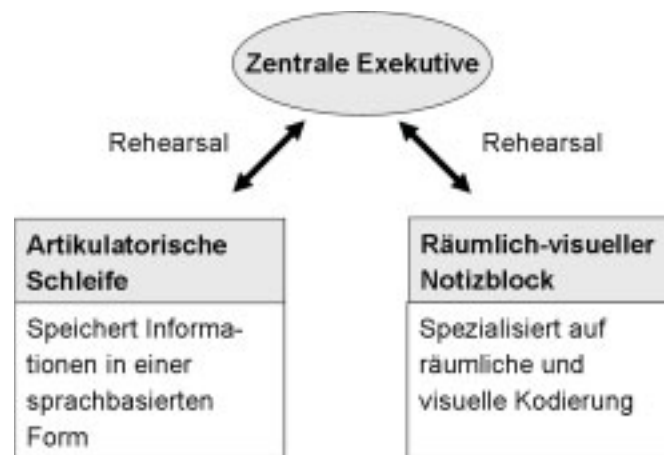 Zentrale Exekutive
Rehearsal
Rehearsal
Artikulatorische
Schleife
Speichert Informa-
tionen in einer
sprachbasierten
Form
Räumlich-visueller
Notizblock
Spezialisiert auf
räumliche und
visuelle Kodierung